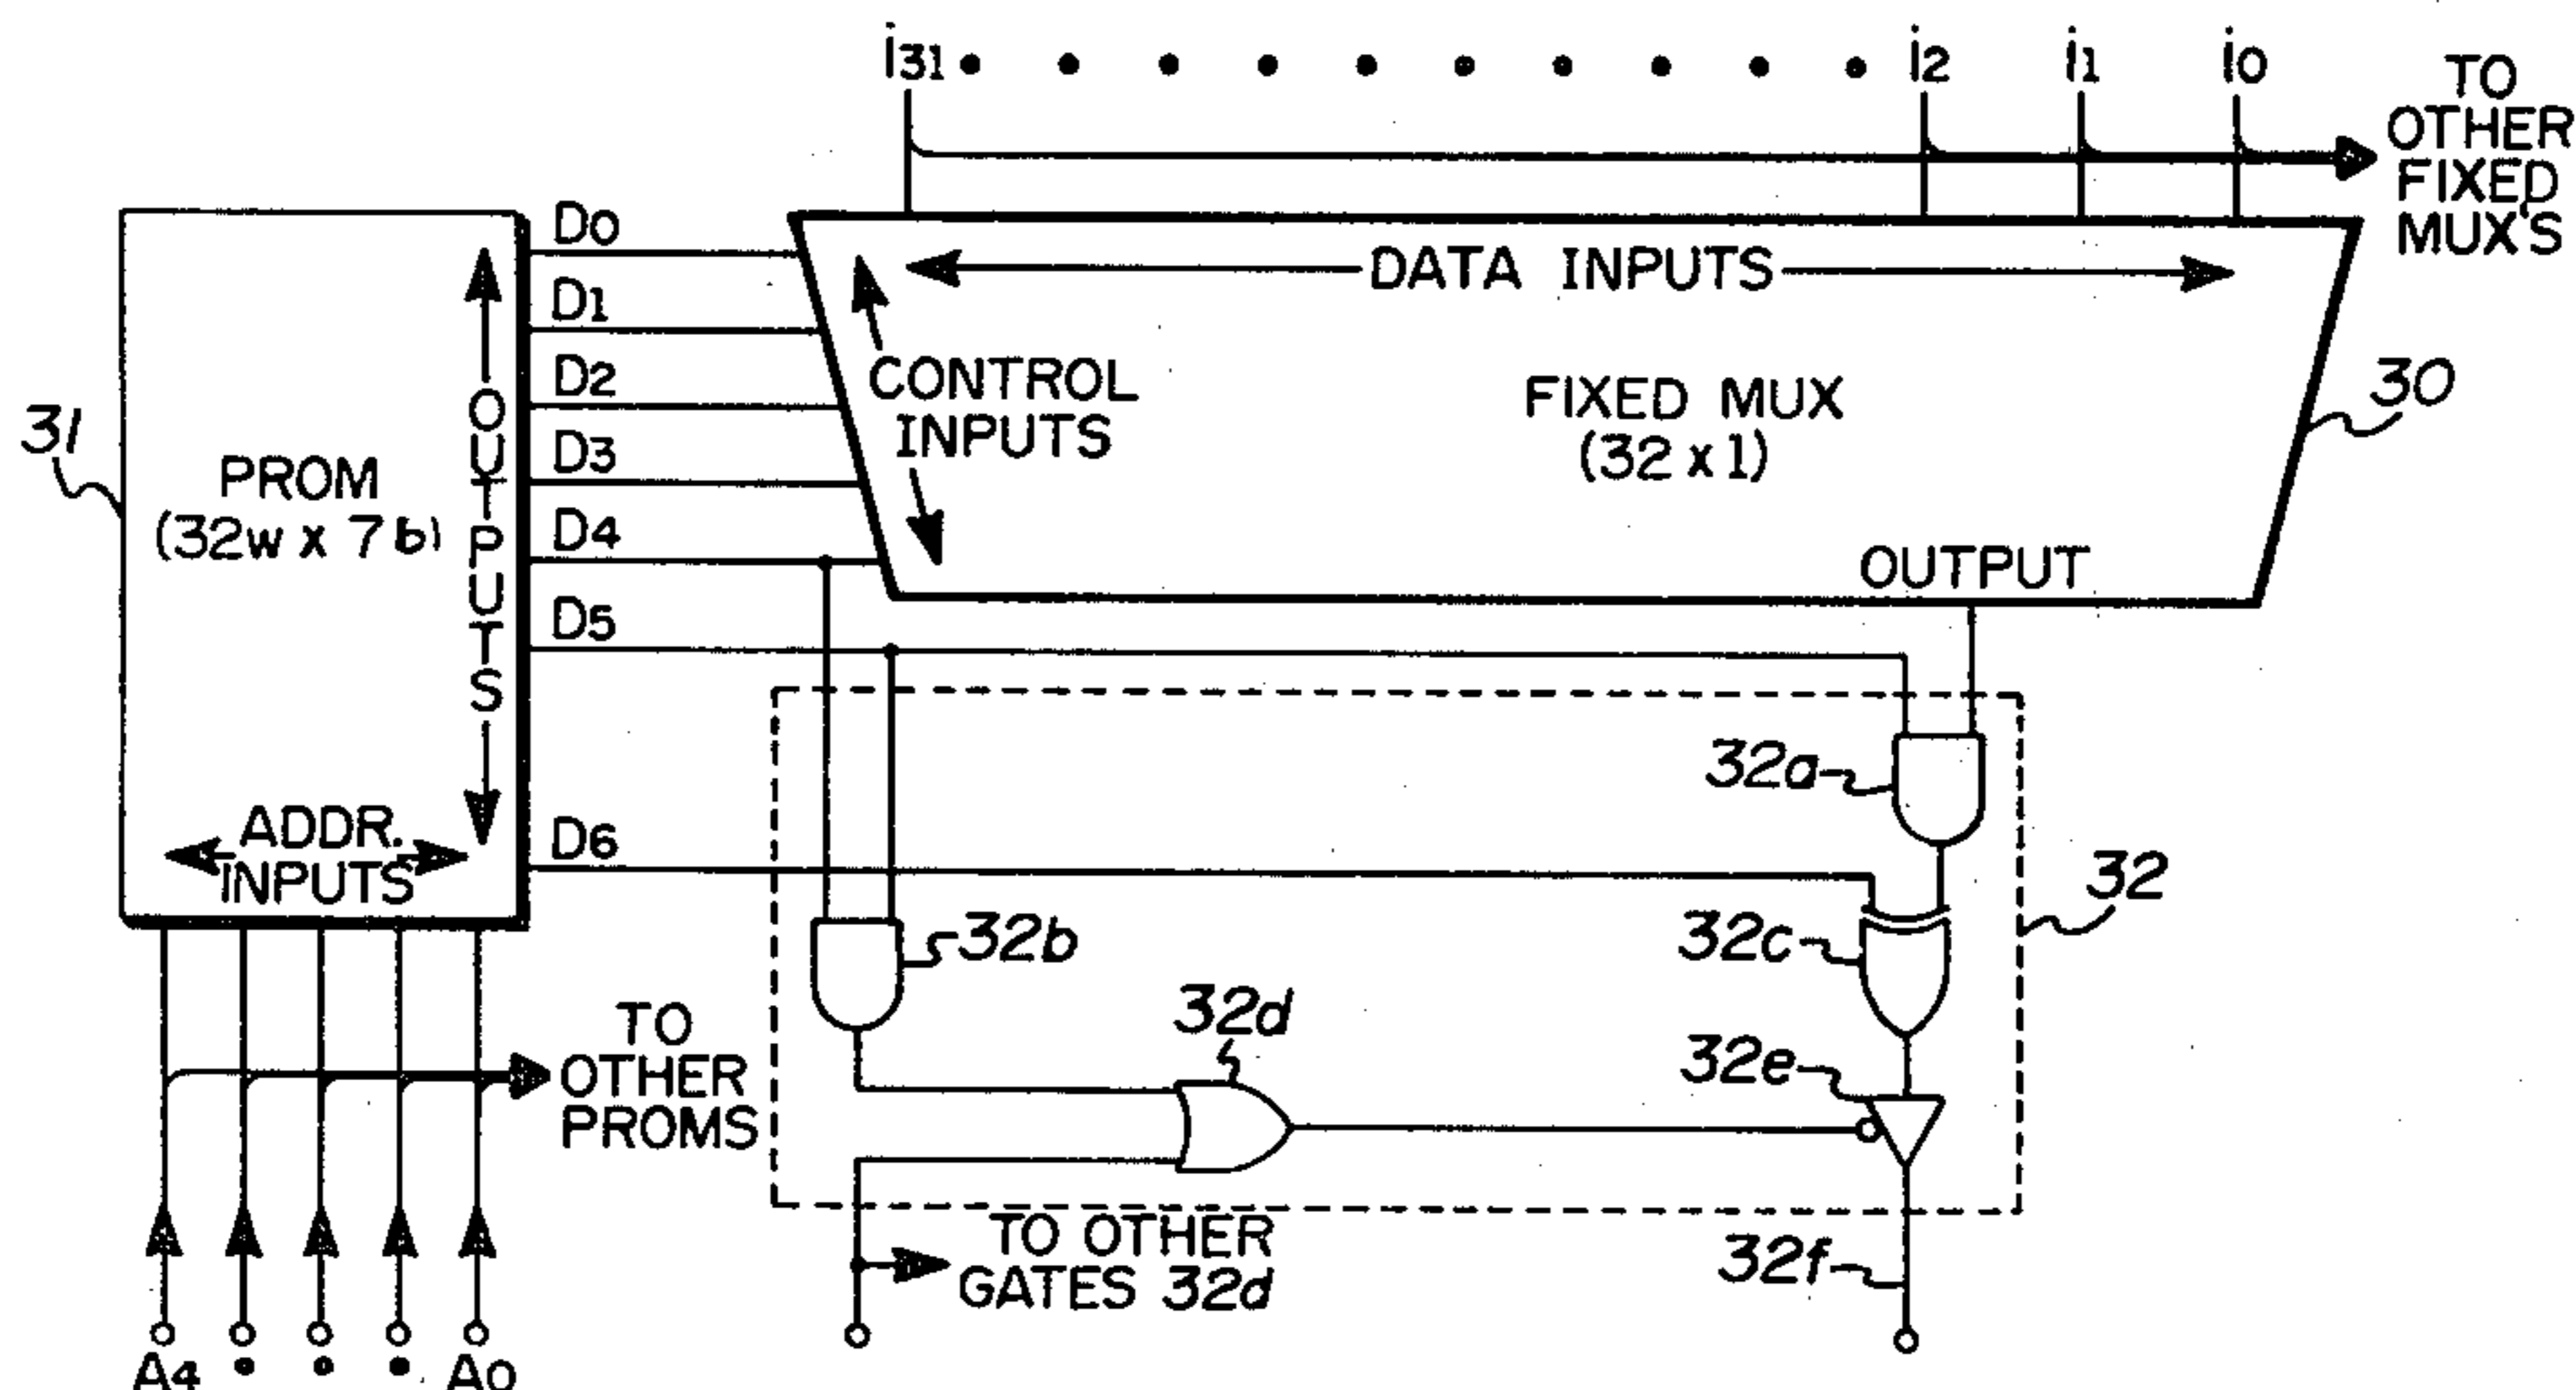 i31 • • • • • • • • • • i2 i1 i0
TO
OTHER
FIXED
MUX'S
D0
D1
D2
D3
D4
D5
D6
DATA INPUTS
CONTROL
INPUTS
FIXED MUX
(32 x 1)
30
OUTPUT
31
PROM
(32w x 7b)
OUTPUTS
ADDR.
INPUTS
32a
32
32b
32c
32d
32e
TO
OTHER
PROMS
TO OTHER
GATES 32d
32f
A4 • • • A0